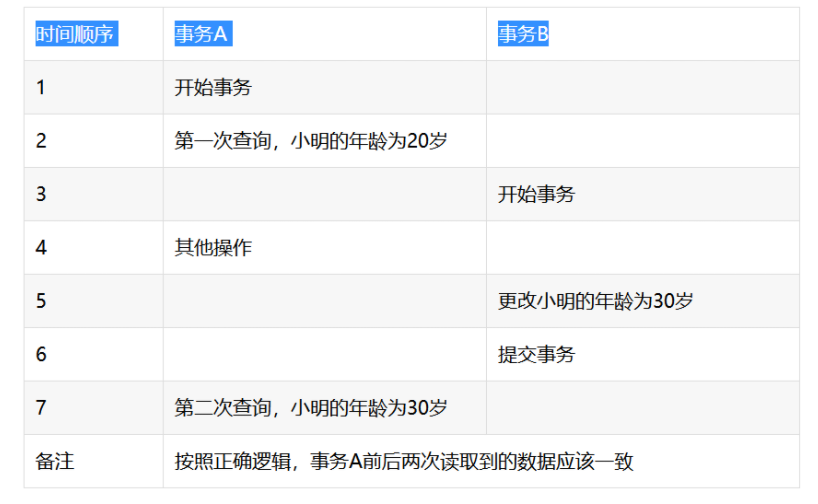 时间顺序 事务A 事务B
1 开始事务
2 第一次查询，小明的年龄为20岁
3 开始事务
4 其他操作
5 更改小明的年龄为30岁
6 提交事务
7 第二次查询，小明的年龄为30岁
备注 按照正确逻辑，事务A前后两次读取到的数据应该一致